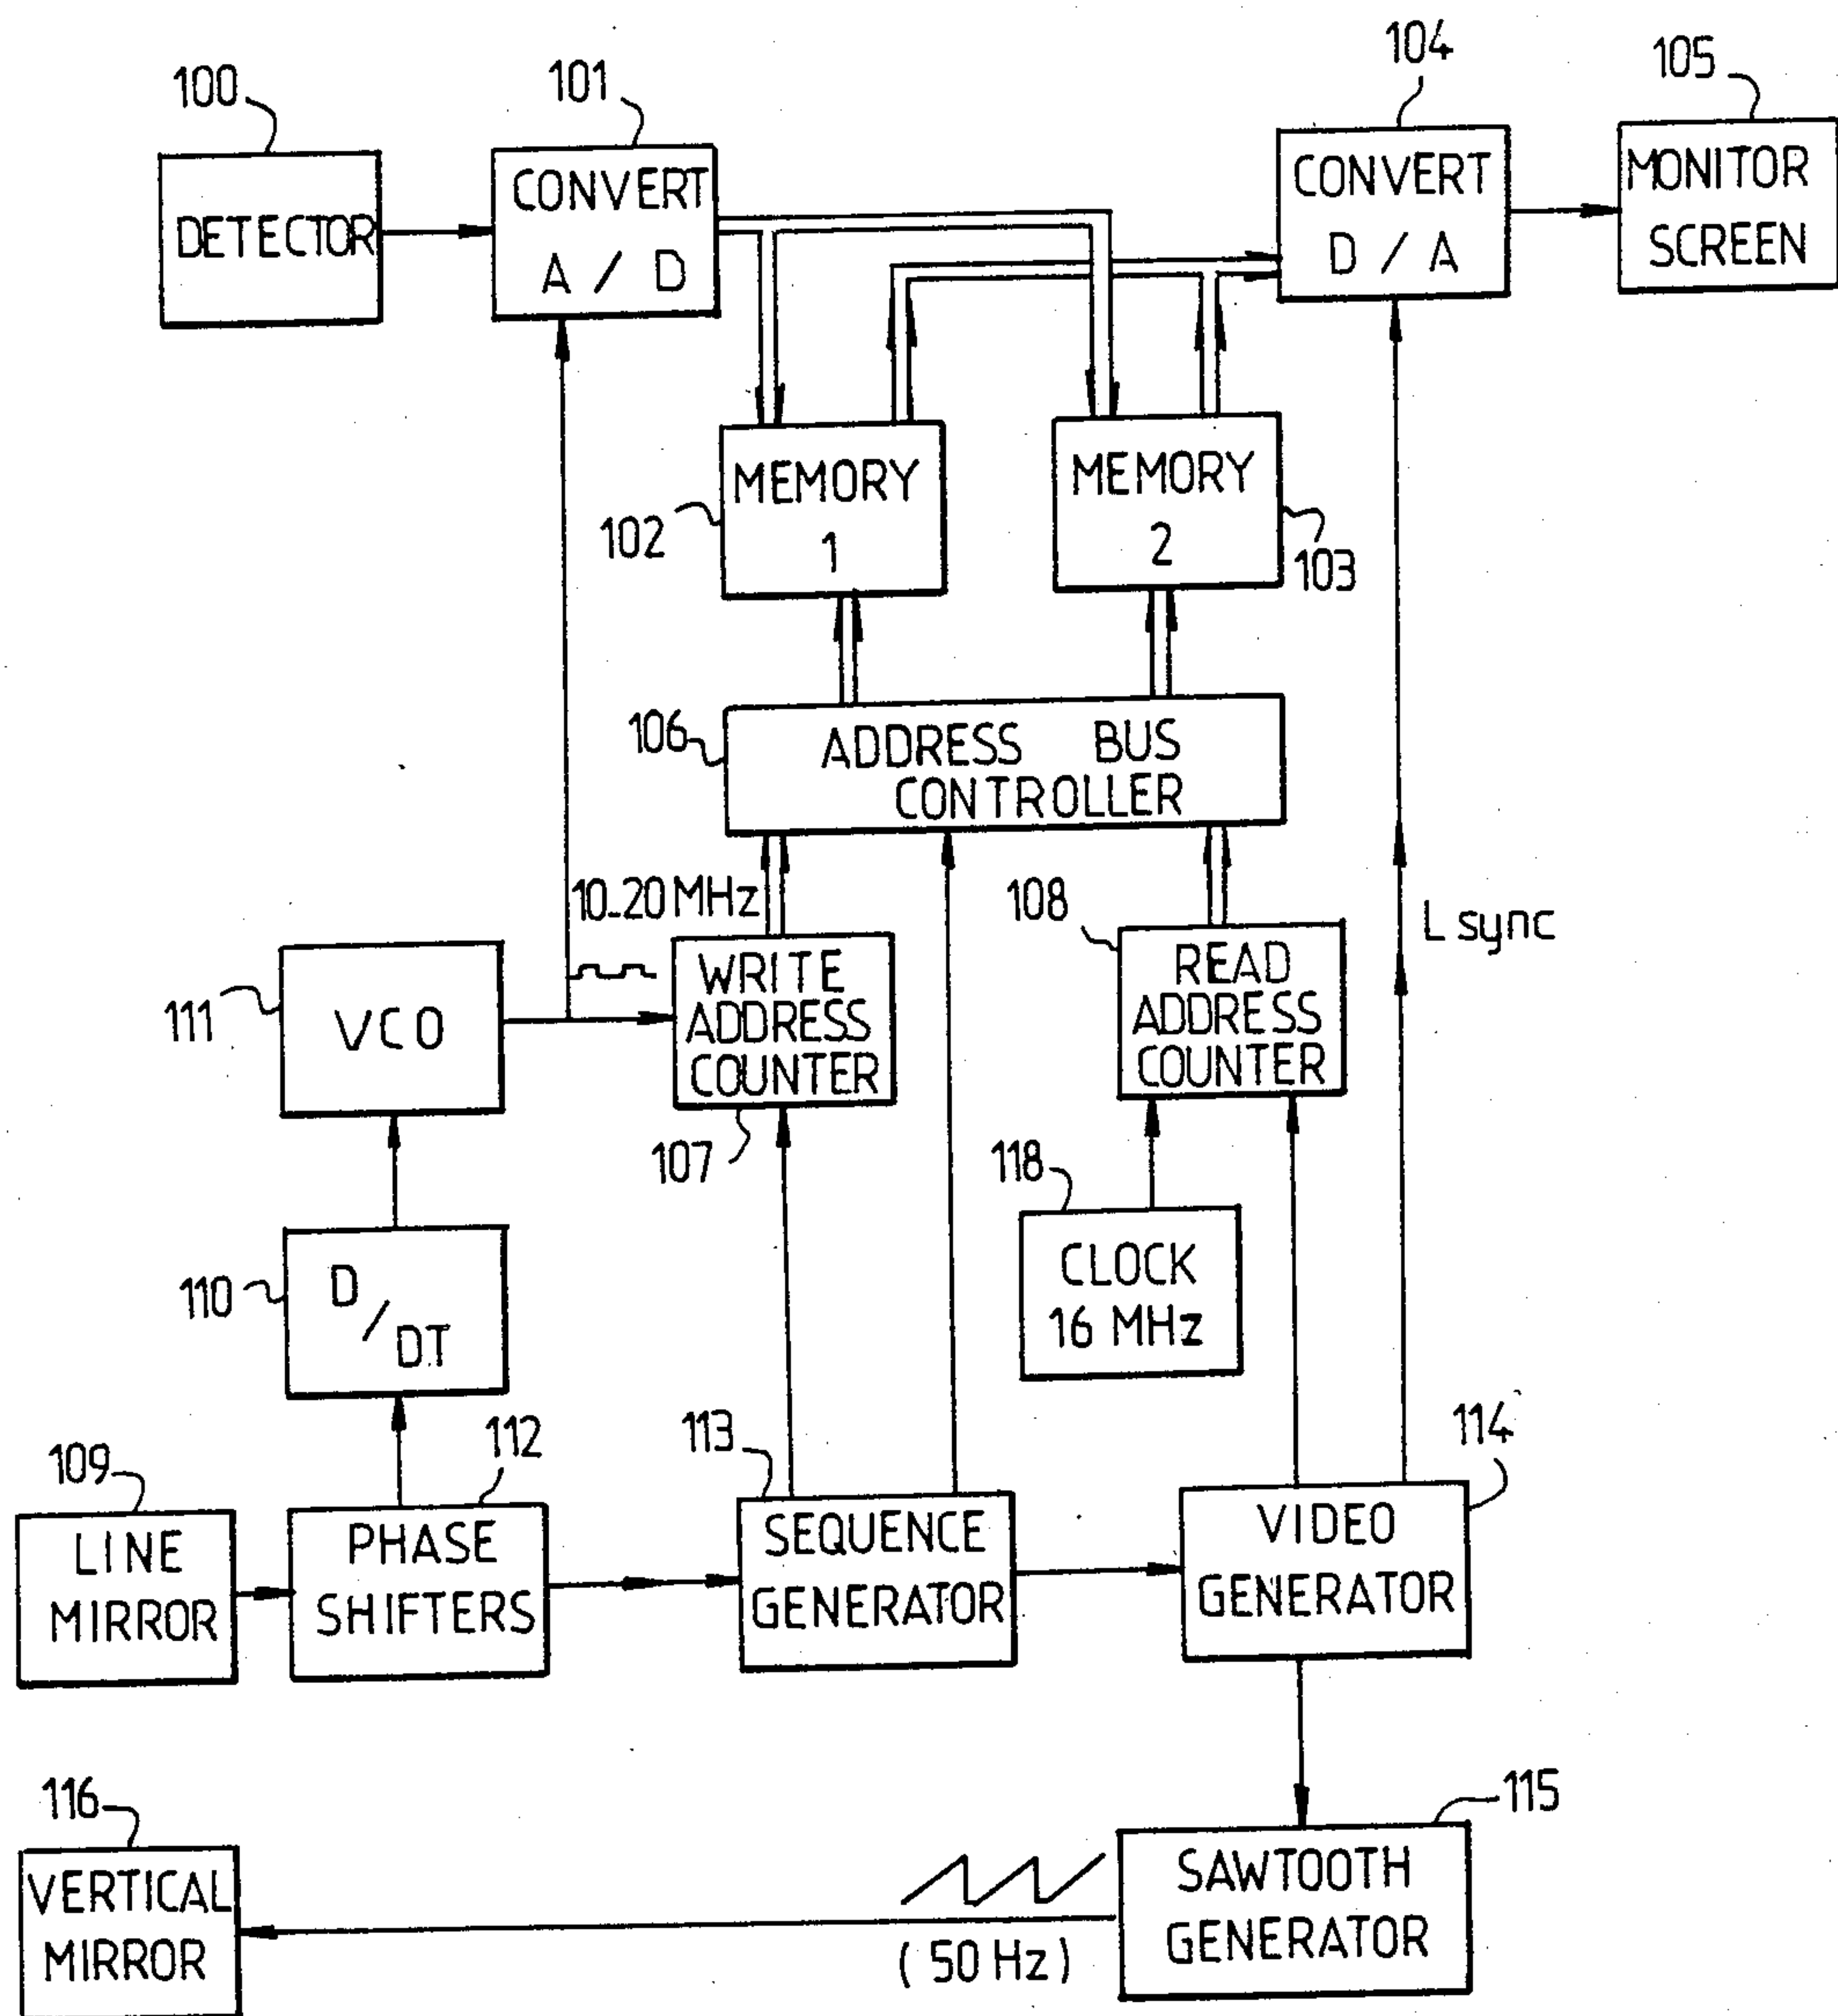 100
DETECTOR
101
CONVERT
A / D
104
CONVERT
D / A
105
MONITOR
SCREEN
102
MEMORY
1
MEMORY
2
103
106
ADDRESS BUS
CONTROLLER
10_20 MHz
108
L sync
111
VCO
WRITE
ADDRESS
COUNTER
107
READ
ADDRESS
COUNTER
118
CLOCK
16 MHz
110
D
/DT
109
LINE
MIRROR
112
PHASE
SHIFTERS
113
SEQUENCE
GENERATOR
114
VIDEO
GENERATOR
116
VERTICAL
MIRROR
(50 Hz)
115
SAWTOOTH
GENERATOR